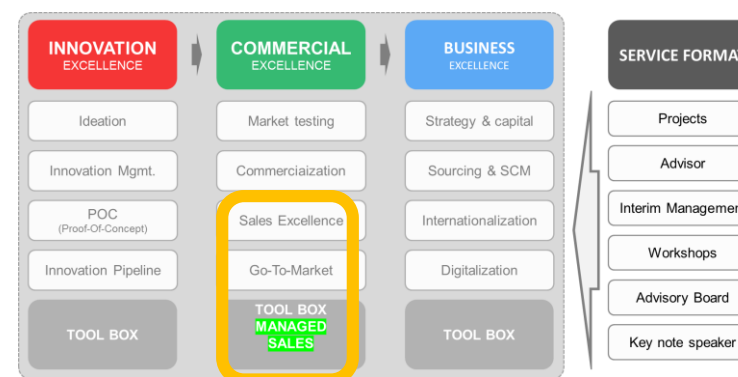 INNOVATION
EXCELLENCE
COMMERCIAL
EXCELLENCE
BUSINESS
EXCELLENCE
SERVICE FORMA
Ideation
Market testing
Strategy & capital
Projects
Innovation Mgmt.
Commerciaization
Sourcing & SCM
Advisor
POC
(Proof-Of-Concept)
Sales Excellence
Internationalization
Interim Managemen
Innovation Pipeline
Go-To-Market
Digitalization
Workshops
Advisory Board
TOOL BOX
TOOL BOX
MANAGED
SALES
TOOL BOX
Key note speaker